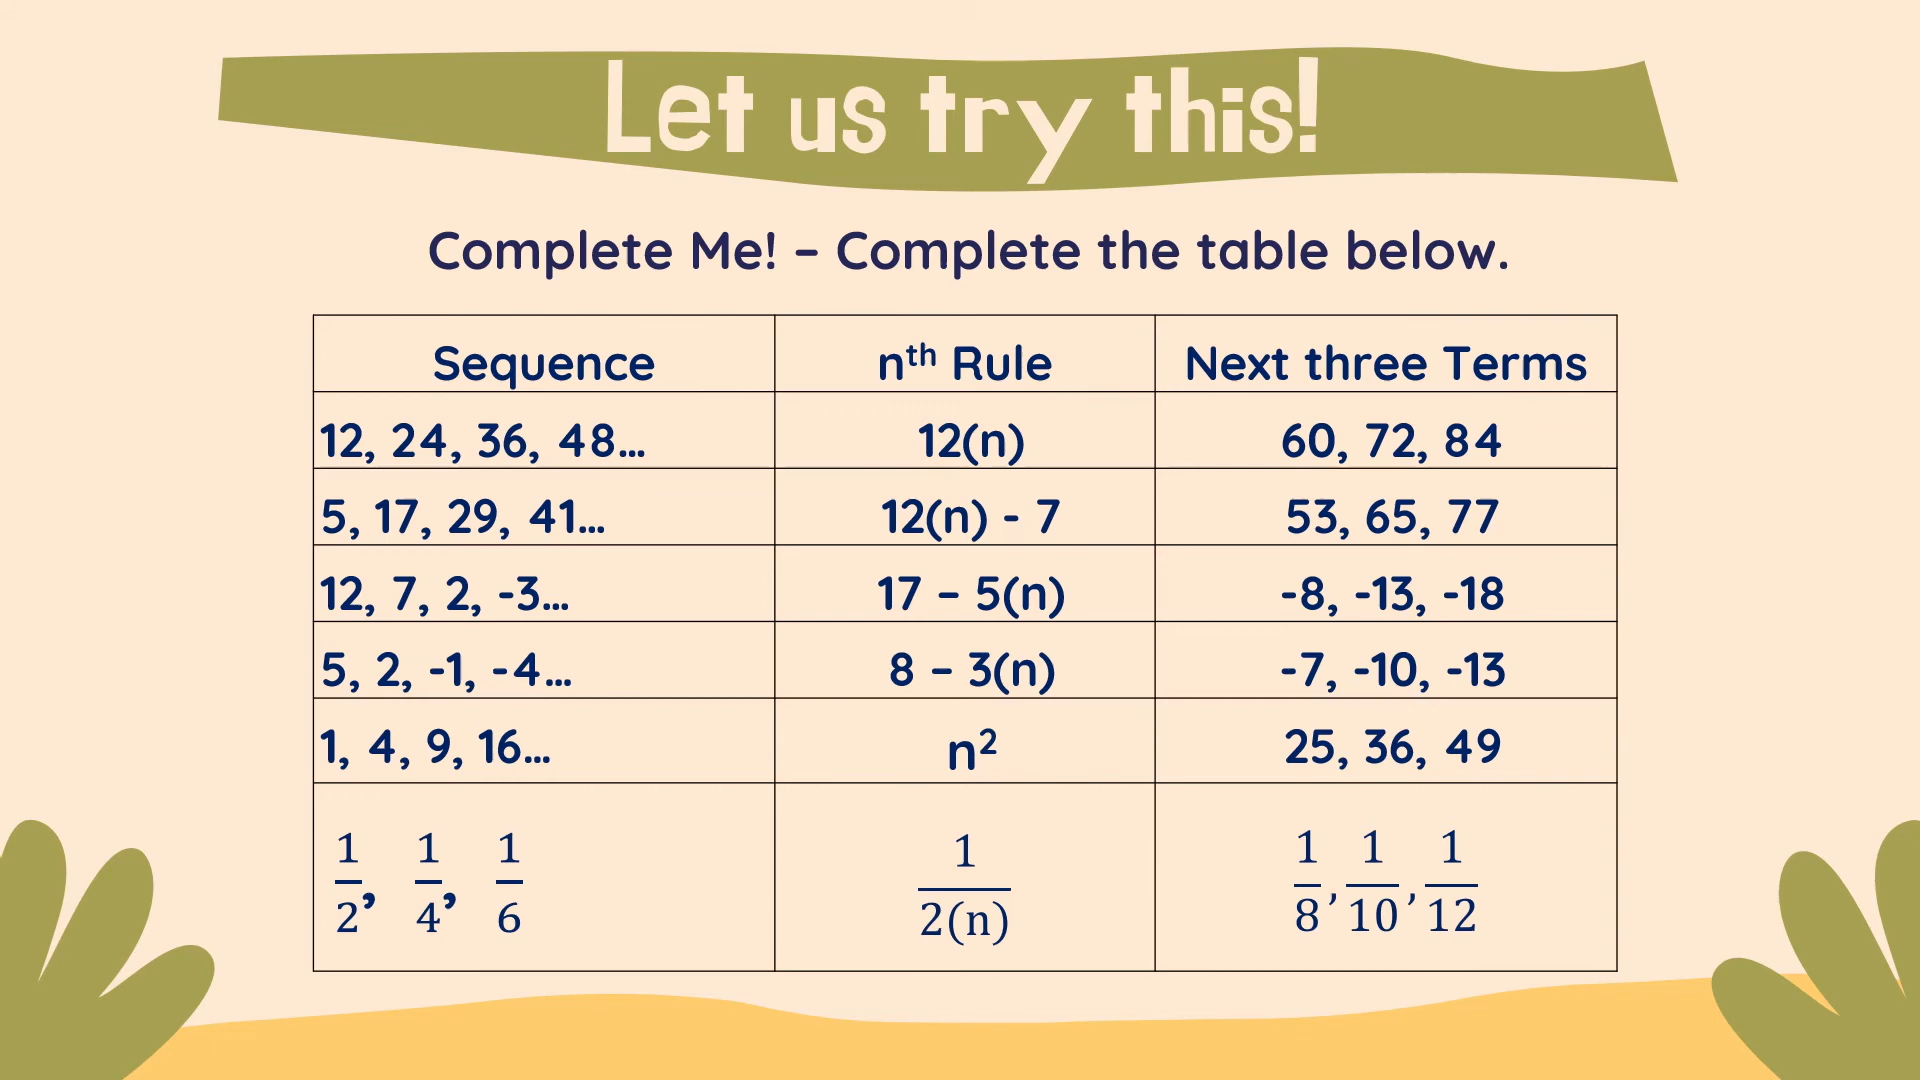 Let us try this!
Complete Me! – Complete the table below.
Sequence nᵗʰ Rule Next three Terms
12, 24, 36, 48... 12(n) 60, 72, 84
5, 17, 29, 41... 12(n) - 7 53, 65, 77
12, 7, 2, -3... 17 – 5(n) -8, -13, -18
5, 2, -1, -4... 8 – 3(n) -7, -10, -13
1, 4, 9, 16... n² 25, 36, 49
1/2, 1/4, 1/6 1/2(n) 1/8, 1/10, 1/12